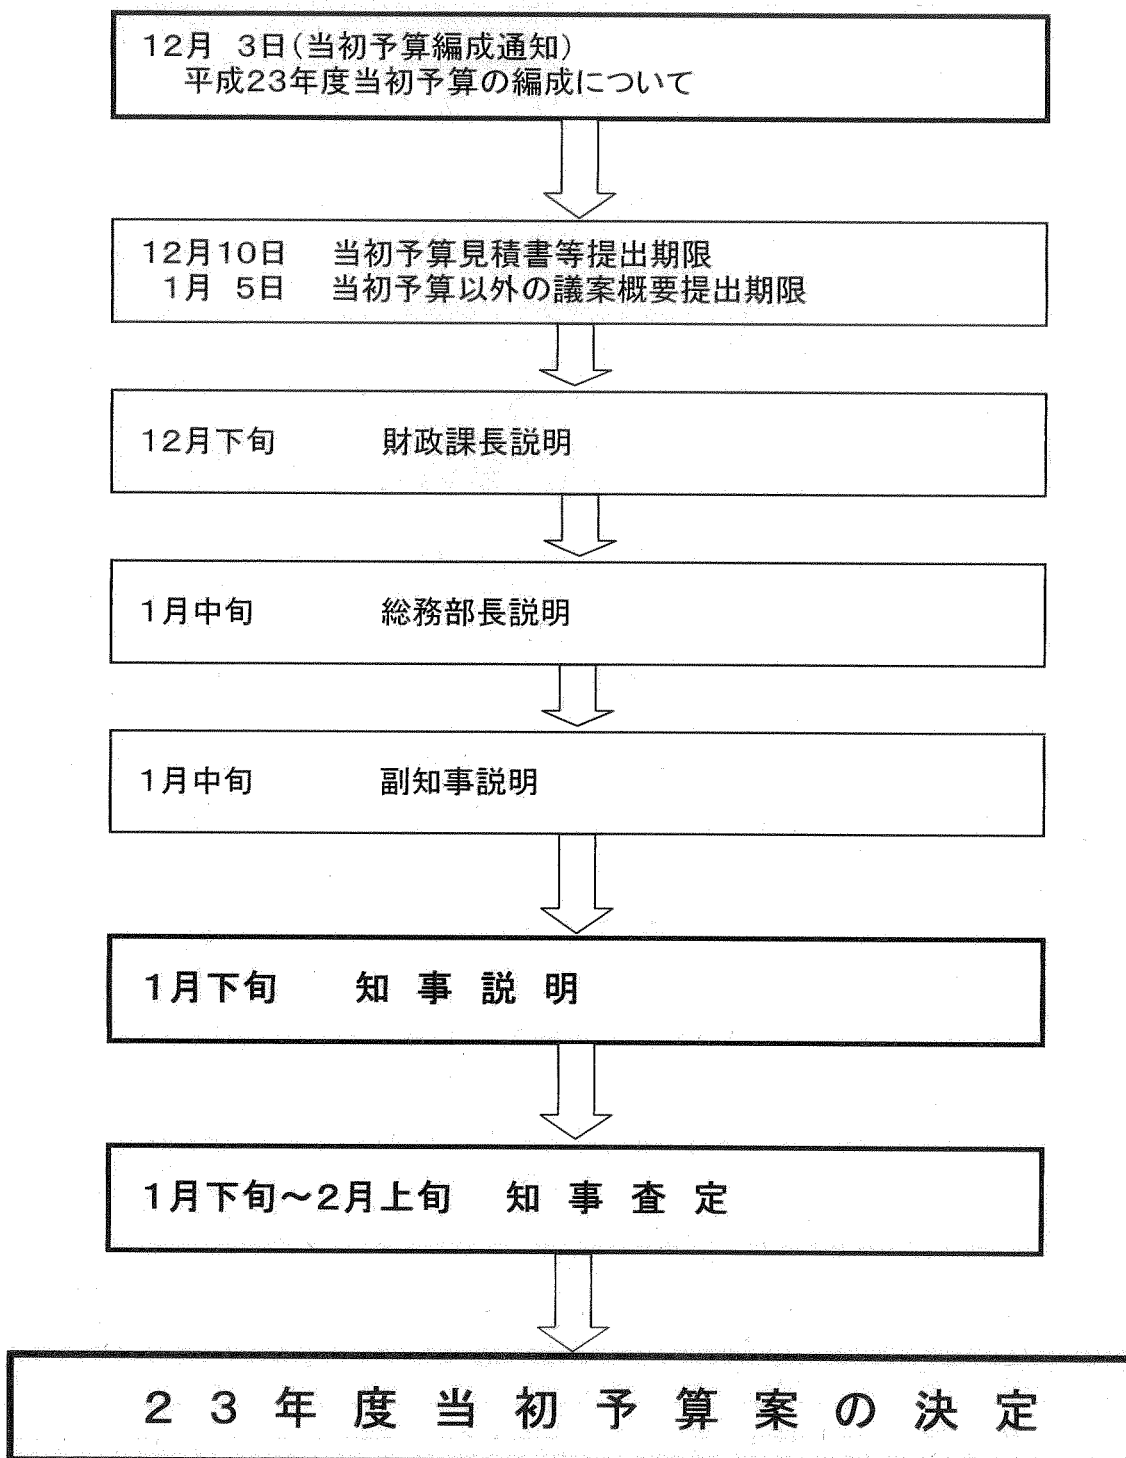 12月 3日(当初予算編成通知)
平成23年度当初予算の編成について
12月10日 当初予算見積書等提出期限
1月 5日 当初予算以外の議案概要提出期限
12月下旬 財政課長説明
1月中旬 総務部長説明
1月中旬 副知事説明
1月下旬 知事説明
1月下旬～2月上旬 知事査定
23年度当初予算案の決定